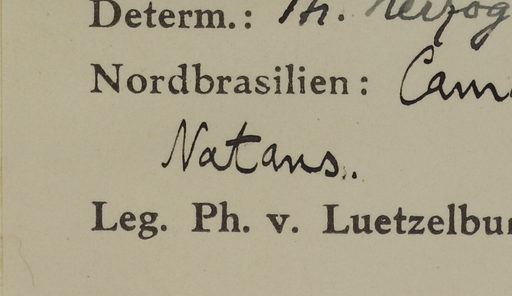 Determ.: Th. Herzog
Nordbrasilien: Cam
Natans.
Leg. Ph. v. Luetzelbu